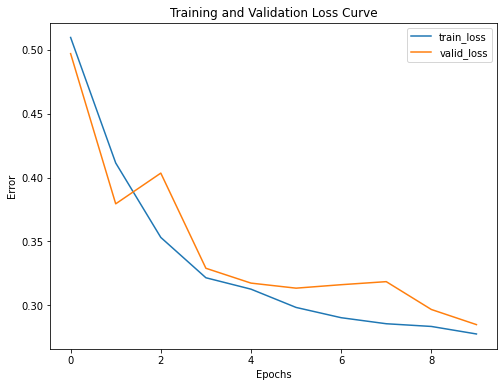 Training and Validation Loss Curve
train_loss
valid_loss
0.50
0.45
0.40
0.35
0.30
Error
0 2 4 6 8
Epochs